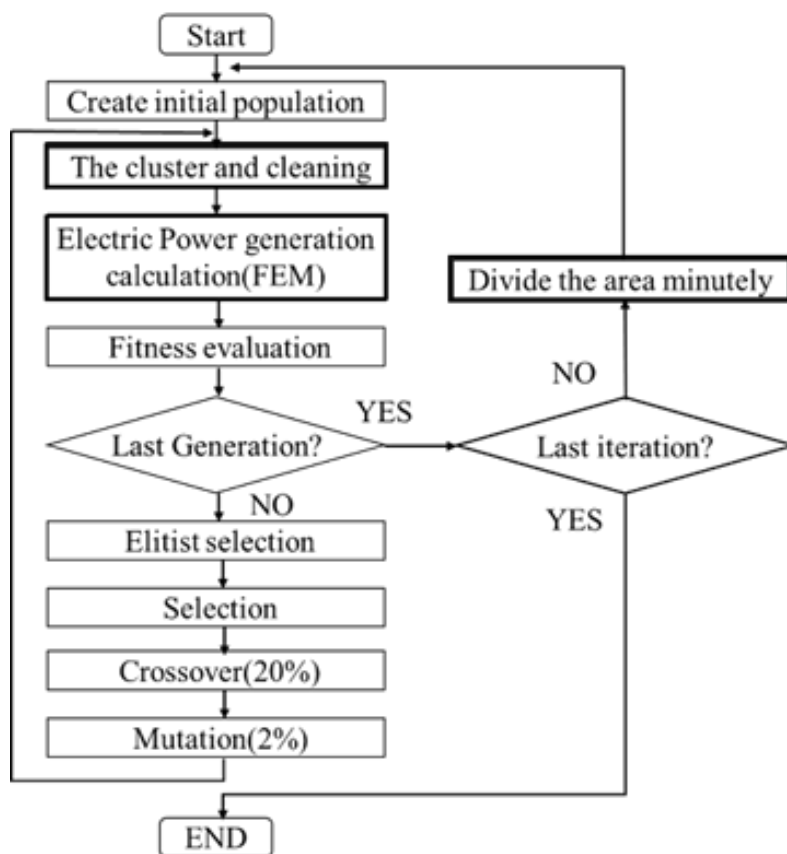 Start
Create initial population
The cluster and cleaning
Electric Power generation
calculation(FEM)
Fitness evaluation
Last Generation?
YES
NO
Elitist selection
Selection
Crossover(20%)
Mutation(2%)
Divide the area minutely
NO
Last iteration?
YES
END